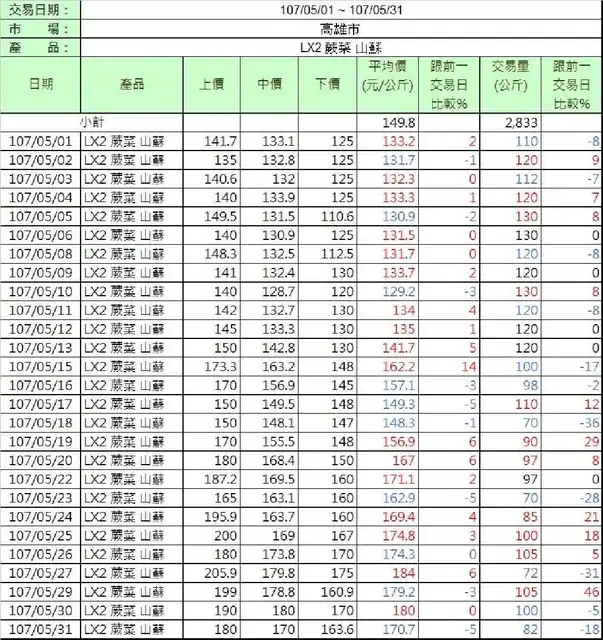 交易日期： 107/05/01 ~ 107/05/31
市 場： 高雄市
產 品： LX2 蕨菜 山蘇
日期 產品 上價 中價 下價 平均價(元/公斤) 跟前一交易日比較% 交易量(公斤) 跟前一交易日比較%
小計 149.8 2,833
107/05/01 LX2 蕨菜 山蘇 141.7 133.1 125 133.2 2 110 -8
107/05/02 LX2 蕨菜 山蘇 135 132.8 125 131.7 -1 120 9
107/05/03 LX2 蕨菜 山蘇 140.6 132 125 132.3 0 112 -7
107/05/04 LX2 蕨菜 山蘇 140 133.9 125 133.3 1 120 7
107/05/05 LX2 蕨菜 山蘇 149.5 131.5 110.6 130.9 -2 130 8
107/05/06 LX2 蕨菜 山蘇 140 130.9 125 131.5 0 130 0
107/05/08 LX2 蕨菜 山蘇 148.3 132.5 112.5 131.7 0 120 -8
107/05/09 LX2 蕨菜 山蘇 141 132.4 130 133.7 2 120 0
107/05/10 LX2 蕨菜 山蘇 140 128.7 120 129.2 -3 130 8
107/05/11 LX2 蕨菜 山蘇 142 132.7 130 134 4 120 -8
107/05/12 LX2 蕨菜 山蘇 145 133.3 130 135 1 120 0
107/05/13 LX2 蕨菜 山蘇 150 142.8 130 141.7 5 120 0
107/05/15 LX2 蕨菜 山蘇 173.3 163.2 148 162.2 14 100 -17
107/05/16 LX2 蕨菜 山蘇 170 156.9 145 157.1 -3 98 -2
107/05/17 LX2 蕨菜 山蘇 150 149.5 148 149.3 -5 110 12
107/05/18 LX2 蕨菜 山蘇 150 148.1 147 148.3 -1 70 -36
107/05/19 LX2 蕨菜 山蘇 170 155.5 148 156.9 6 90 29
107/05/20 LX2 蕨菜 山蘇 180 168.4 150 167 6 97 8
107/05/22 LX2 蕨菜 山蘇 187.2 169.5 160 171.1 2 97 0
107/05/23 LX2 蕨菜 山蘇 165 163.1 160 162.9 -5 70 -28
107/05/24 LX2 蕨菜 山蘇 195.9 163.7 160 169.4 4 85 21
107/05/25 LX2 蕨菜 山蘇 200 169 167 174.8 3 100 18
107/05/26 LX2 蕨菜 山蘇 180 173.8 170 174.3 0 105 5
107/05/27 LX2 蕨菜 山蘇 205.9 179.8 175 184 6 72 -31
107/05/29 LX2 蕨菜 山蘇 199 178.8 160.9 179.2 -3 105 46
107/05/30 LX2 蕨菜 山蘇 190 180 170 180 0 100 -5
107/05/31 LX2 蕨菜 山蘇 180 170 163.6 170.7 -5 82 -18